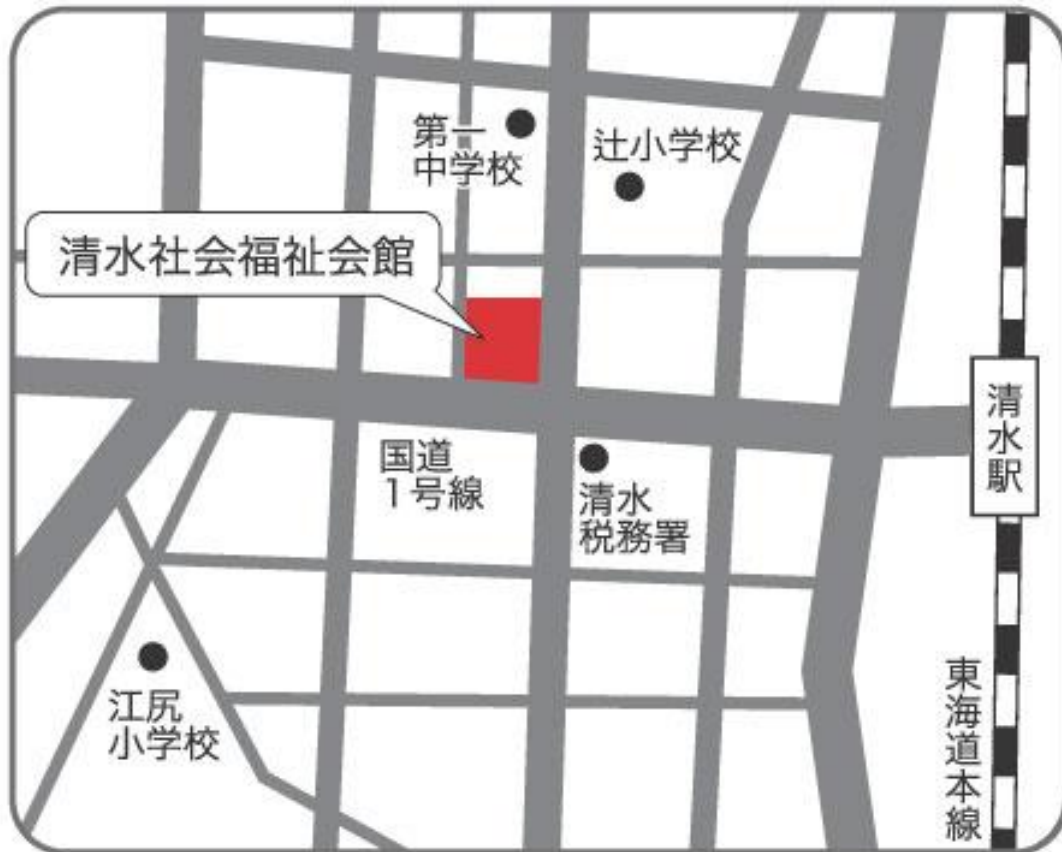 第一
中学校
辻小学校
清水社会福祉会館
清水駅
国道
1号線
清水
税務署
江尻
小学校
東海道本線